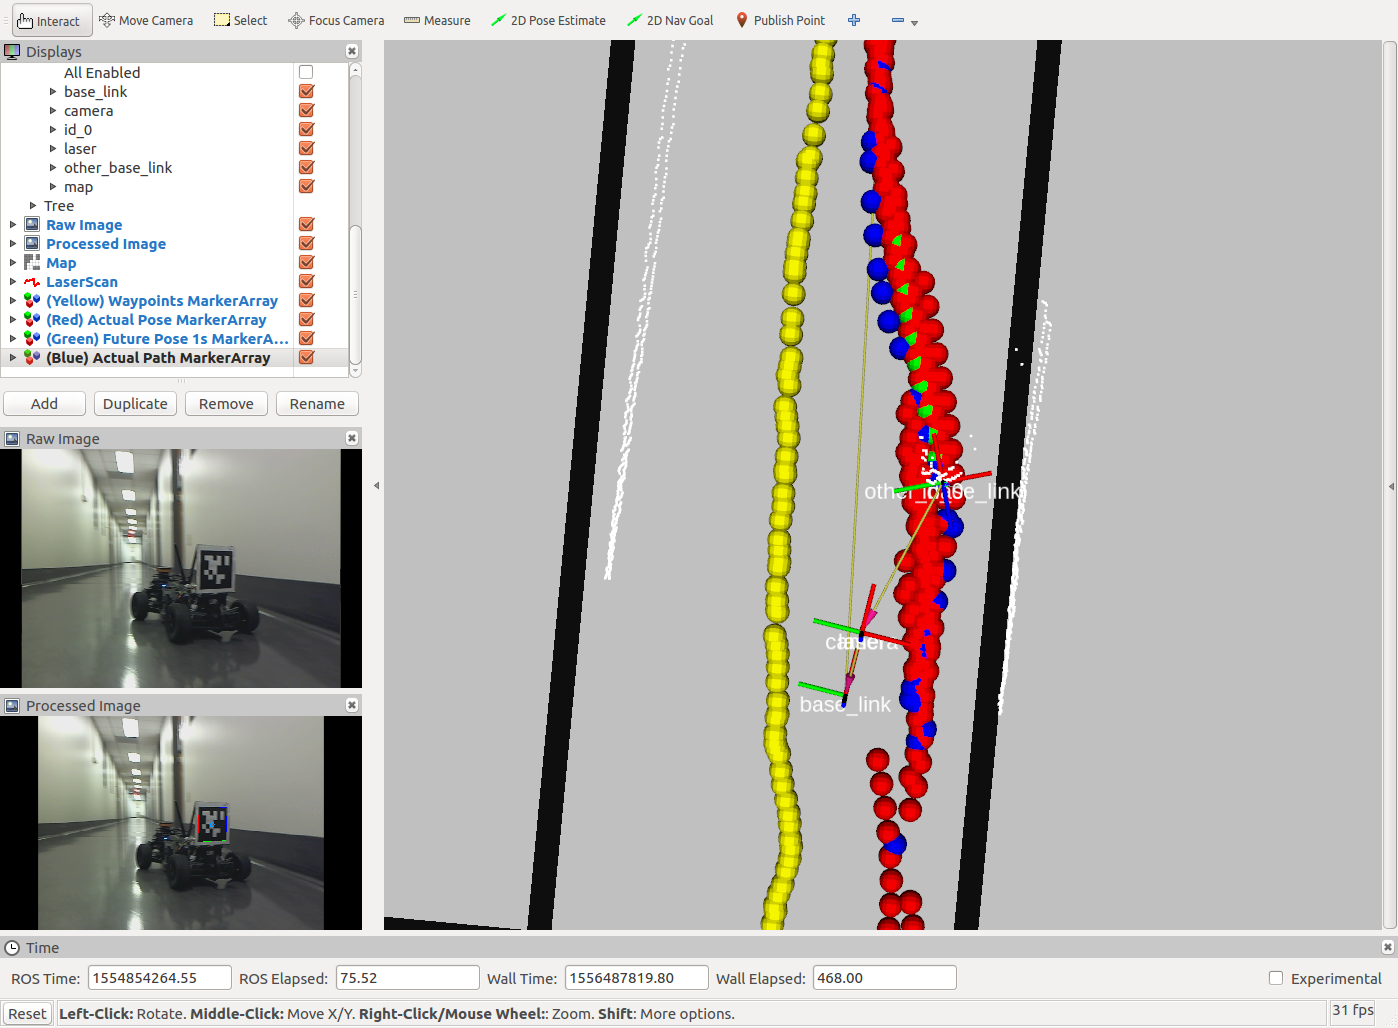 Interact Move Camera Select Focus Camera Measure 2D Pose Estimate 2D Nav Goal Publish Point
Displays
All Enabled
base_link
camera
id_0
laser
other_base_link
map
Tree
Raw Image
Processed Image
Map
LaserScan
(Yellow) Waypoints MarkerArray
(Red) Actual Pose MarkerArray
(Green) Future Pose 1s MarkerA...
(Blue) Actual Path MarkerArray
Add Duplicate Remove Rename
Raw Image
Processed Image
base_link
Time
ROS Time: 1554854264.55 ROS Elapsed: 75.52 Wall Time: 1556487819.80 Wall Elapsed: 468.00 Experimental
Reset Left-Click: Rotate. Middle-Click: Move X/Y. Right-Click/Mouse Wheel:: Zoom. Shift: More options. 31 fps